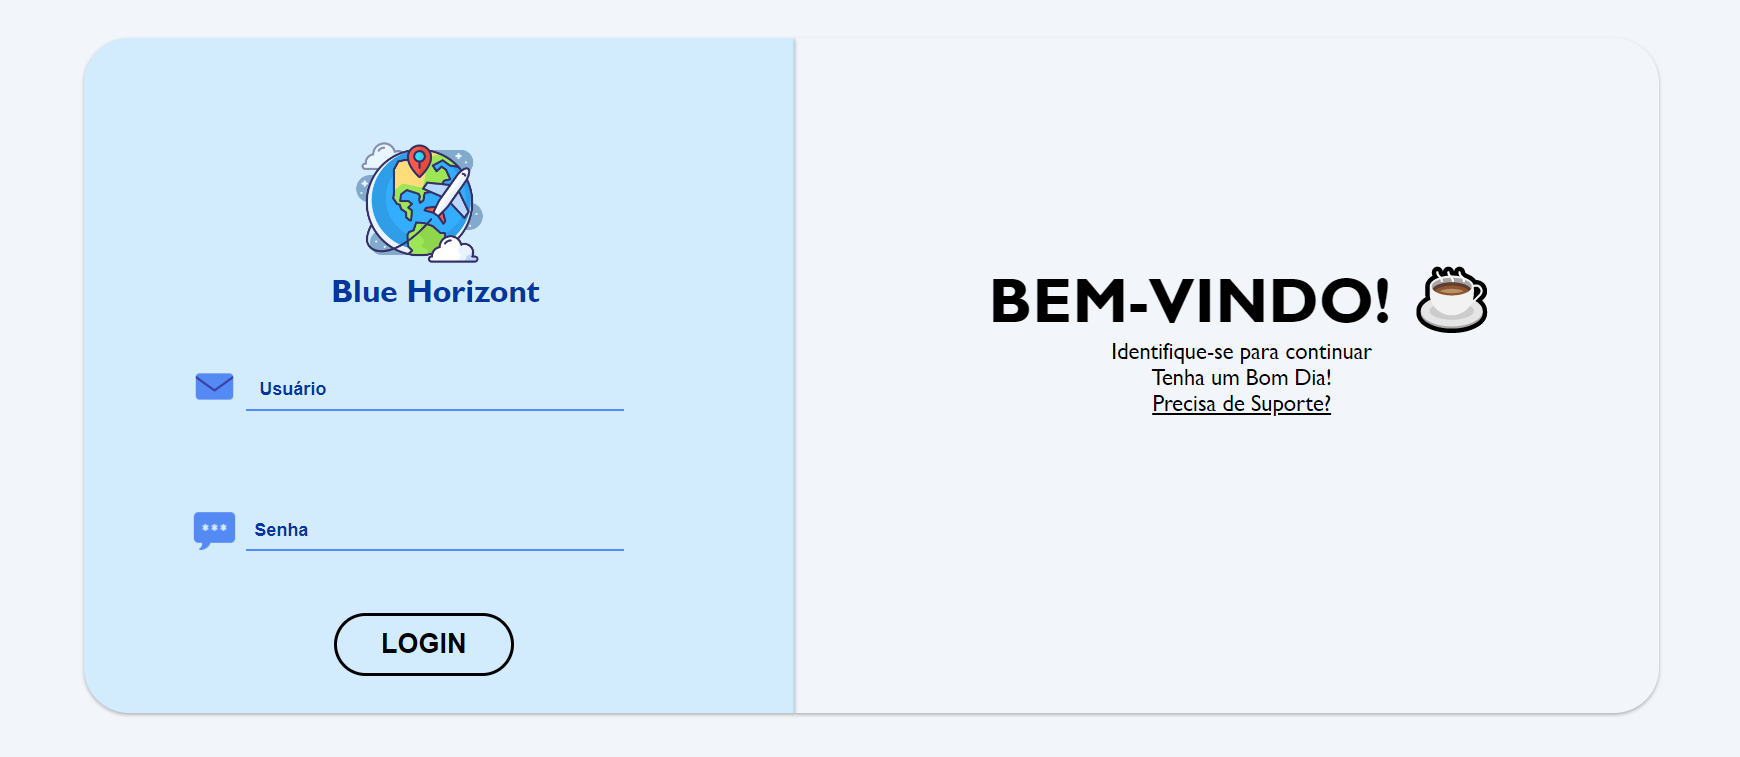 Blue Horizont
Usuário
Senha
LOGIN
BEM-VINDO!
Identifique-se para continuar
Tenha um Bom Dia!
Precisa de Suporte?